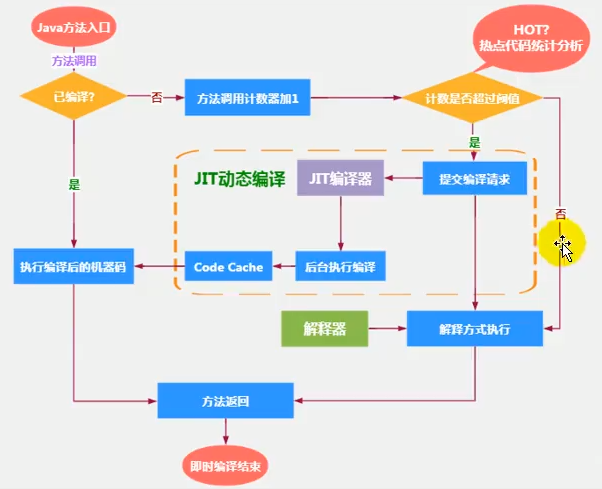 Java方法入口
HOT?
热点代码统计分析
方法调用
已编译?
否
方法调用计数器加1
计数是否超过阈值
是
是
JIT动态编译
JIT编译器
提交编译请求
否
执行编译后的机器码
Code Cache
后台执行编译
解释器
解释方式执行
方法返回
即时编译结束